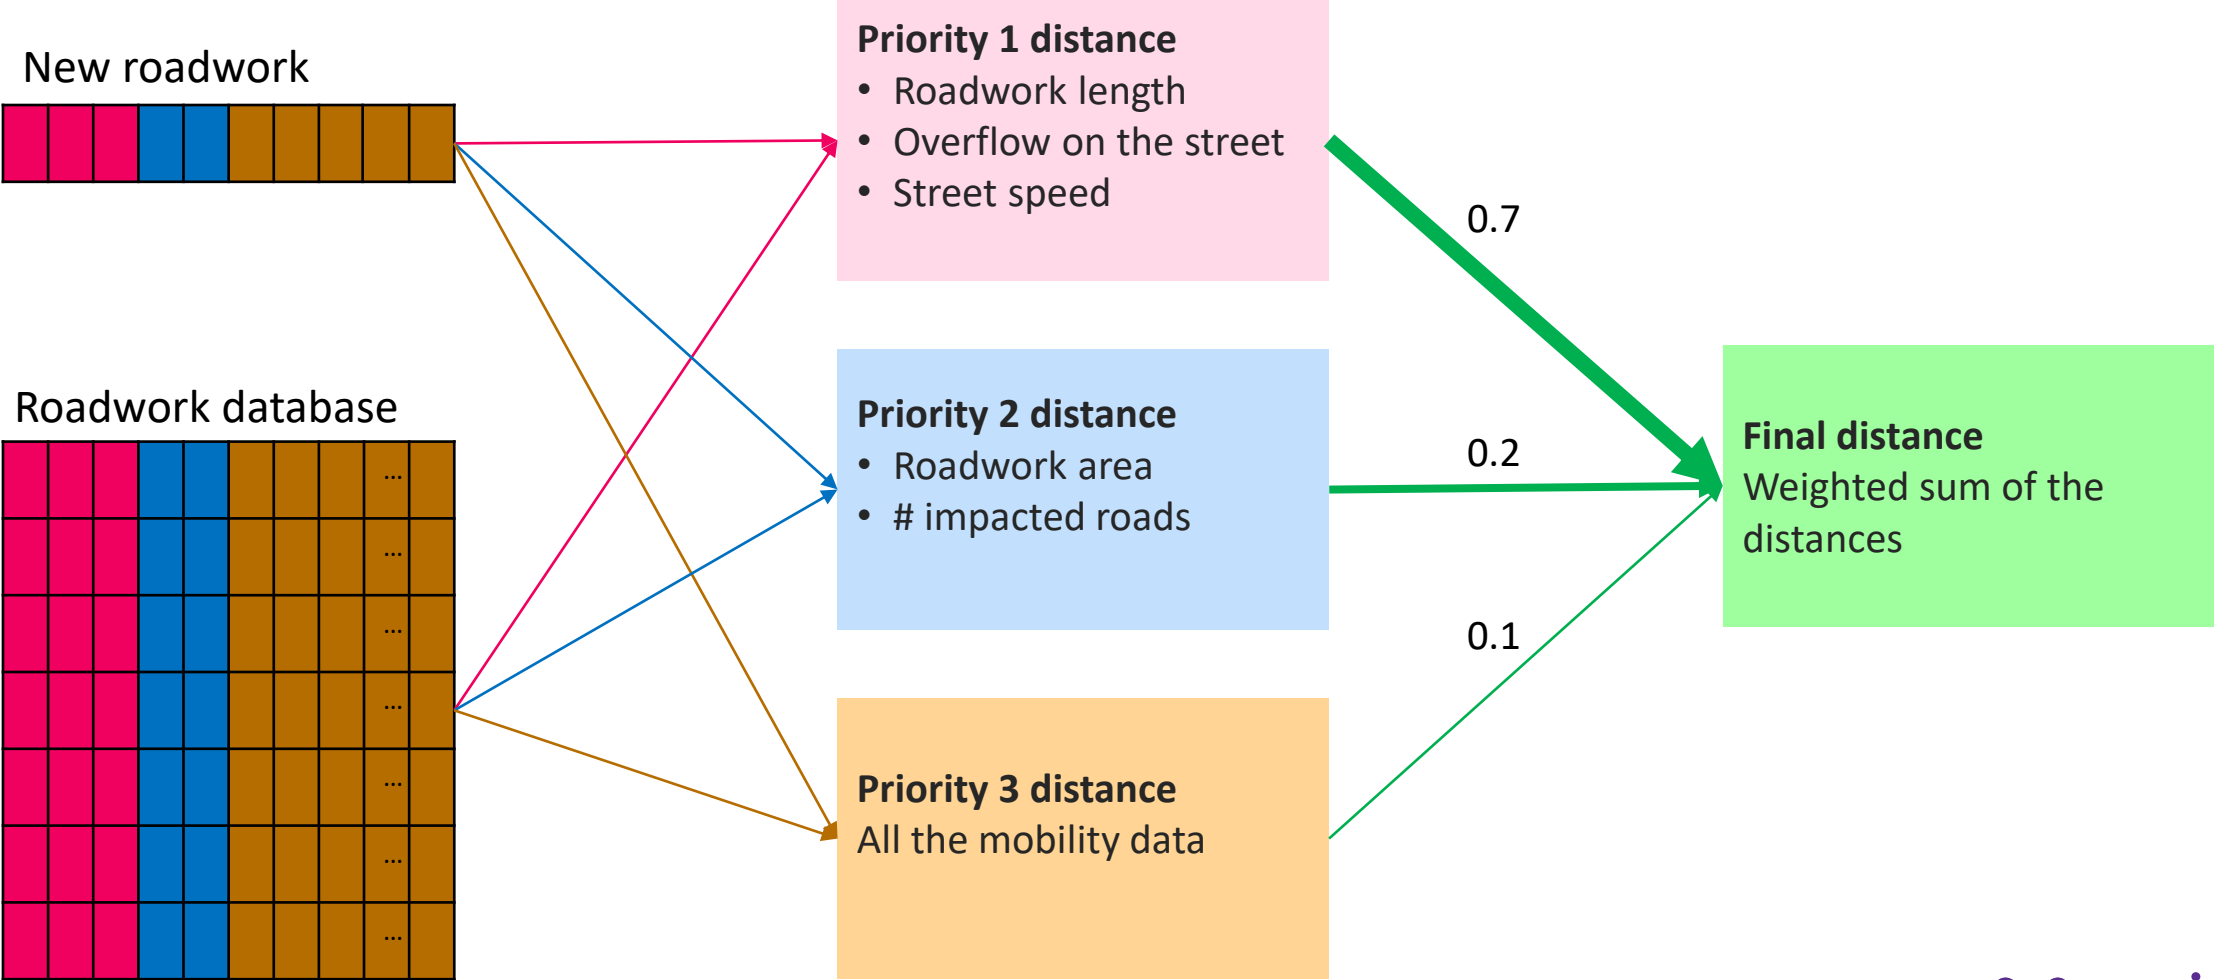 New roadwork
Roadwork database
...
...
...
...
...
...
...
Priority 1 distance
• Roadwork length
• Overflow on the street
• Street speed
Priority 2 distance
• Roadwork area
• # impacted roads
Priority 3 distance
All the mobility data
0.7
0.2
0.1
Final distance
Weighted sum of the
distances